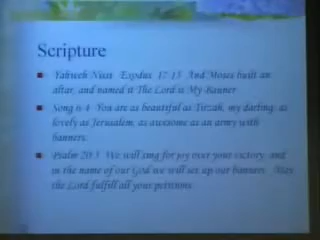 Scripture
Yahweh Nissi Exodus 17:15 And Moses built an
altar, and named it The Lord is My Banner
Song 6:4 You are as beautiful as Tirzah, my darling, as
lovely as Jerusalem, as awesome as an army with
banners.
Psalm 20:5 We will sing for joy over your victory, and
in the name of our God we will set up our banners. May
the Lord fulfill all your petitions.